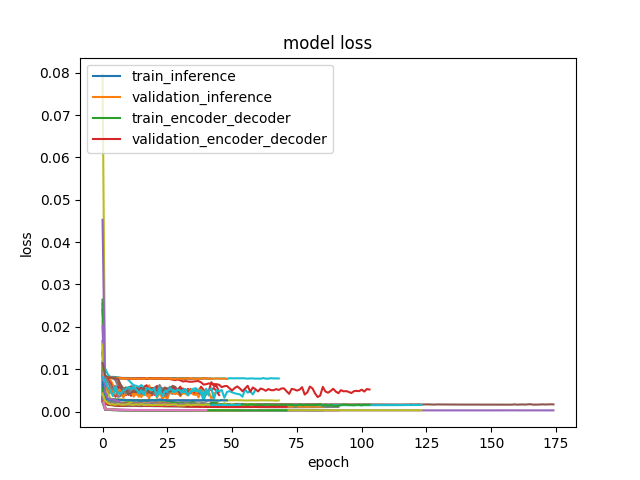 model loss
train_inference
validation_inference
train_encoder_decoder
validation_encoder_decoder
0.08
0.07
0.06
0.05
0.04
0.03
0.02
0.01
0.00
loss
0 25 50 75 100 125 150 175
epoch